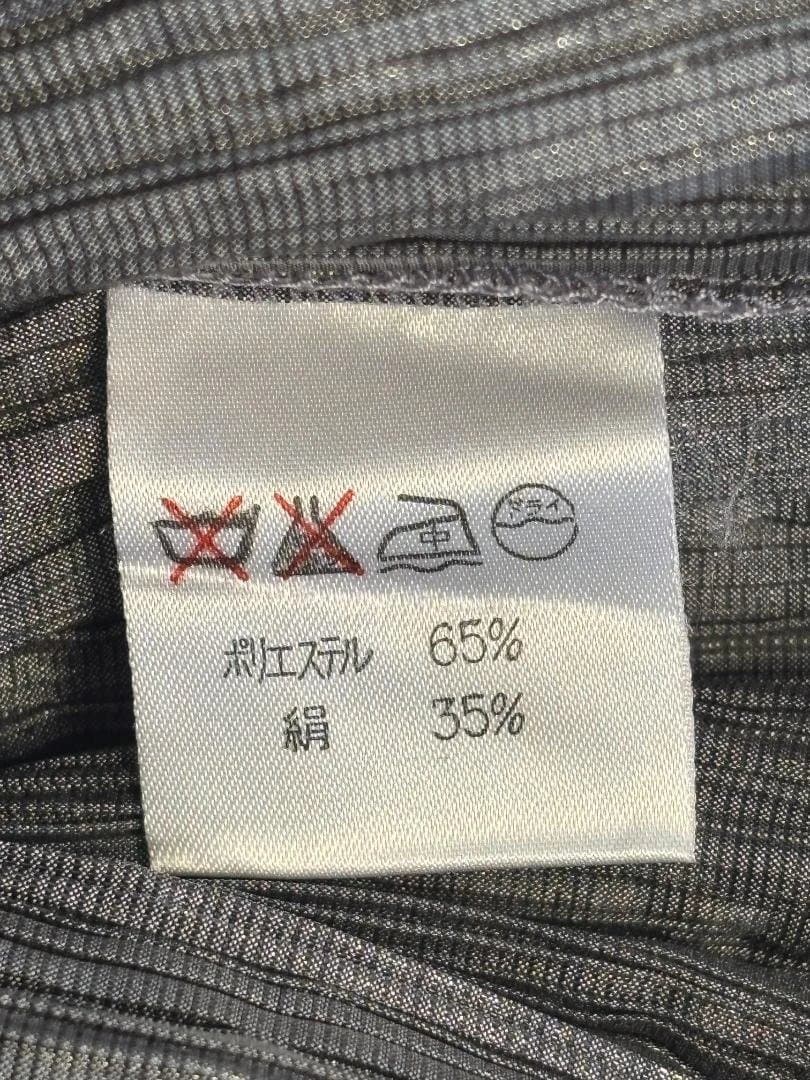 中 ドライ
ポリエステル 65%
絹 35%